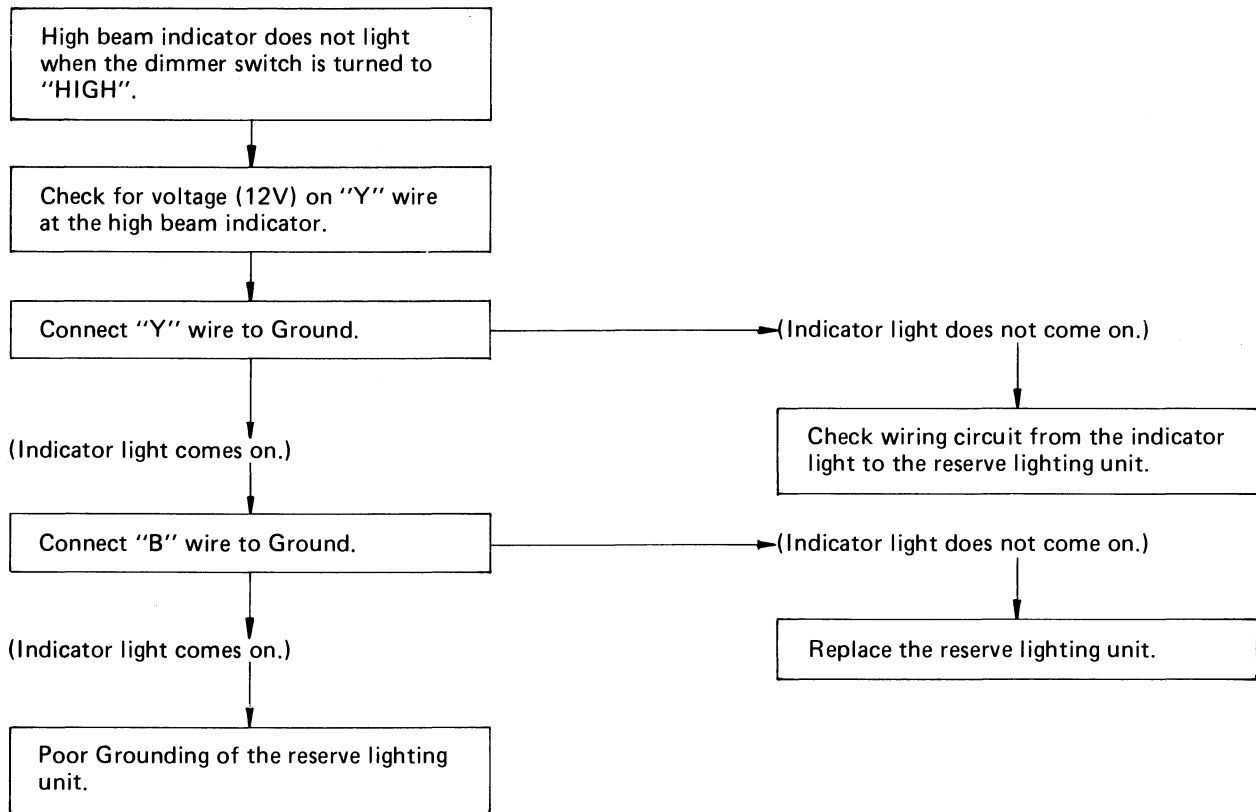 High beam indicator does not light
when the dimmer switch is turned to
"HIGH".
Check for voltage (12V) on "Y" wire
at the high beam indicator.
Connect "Y" wire to Ground.
(Indicator light does not come on.)
(Indicator light comes on.)
Check wiring circuit from the indicator
light to the reserve lighting unit.
Connect "B" wire to Ground.
(Indicator light does not come on.)
(Indicator light comes on.)
Replace the reserve lighting unit.
Poor Grounding of the reserve lighting
unit.